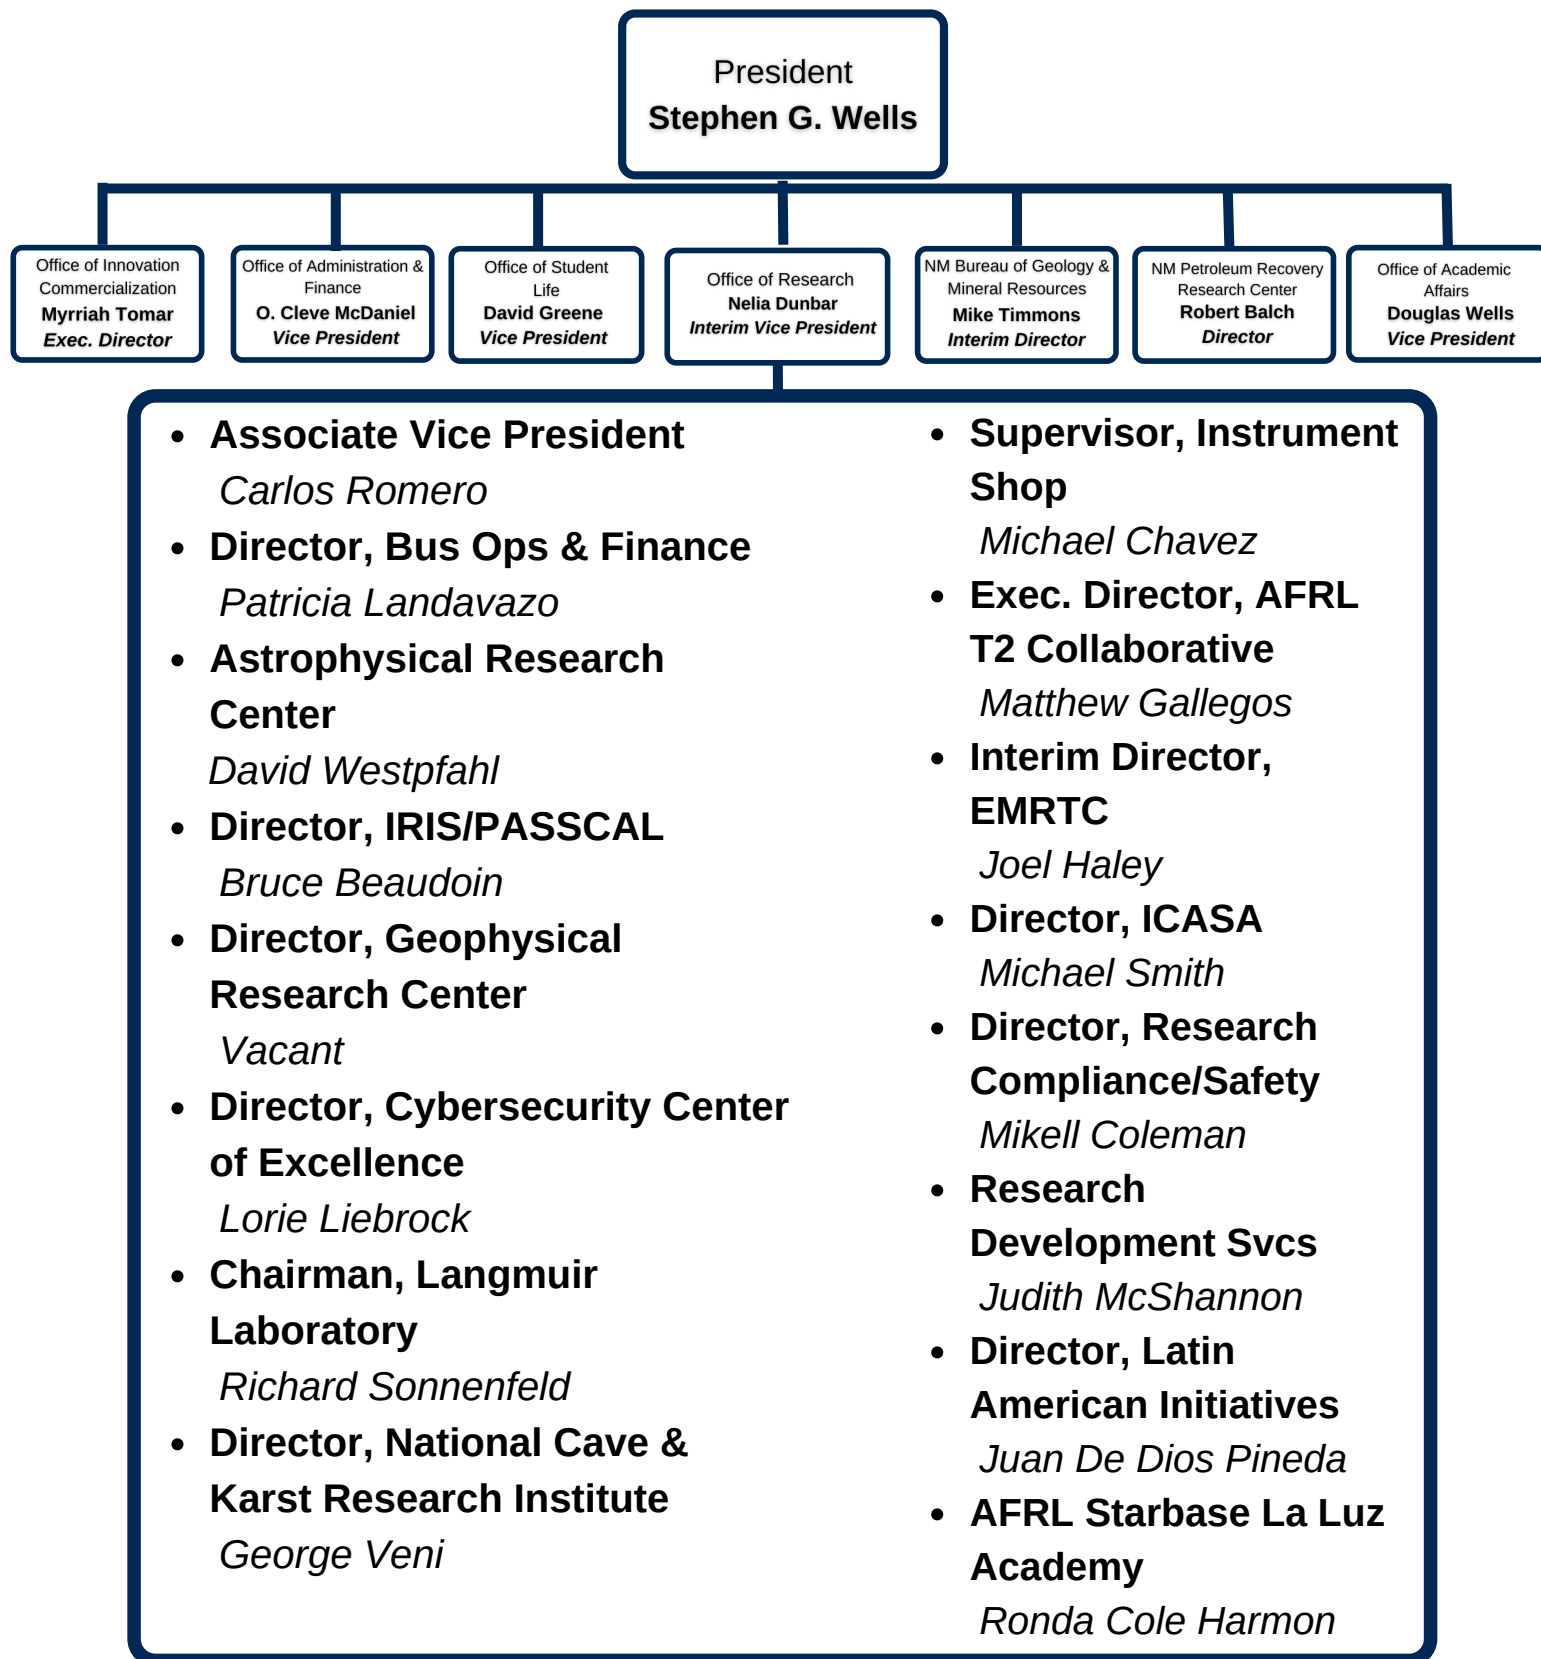 President
Stephen G. Wells
Office of Innovation
Commercialization
Myrriah Tomar
Exec. Director
Office of Administration &
Finance
O. Cleve McDaniel
Vice President
Office of Student
Life
David Greene
Vice President
Office of Research
Nelia Dunbar
Interim Vice President
NM Bureau of Geology &
Mineral Resources
Mike Timmons
Interim Director
NM Petroleum Recovery
Research Center
Robert Balch
Director
Office of Academic
Affairs
Douglas Wells
Vice President
• Associate Vice President
Carlos Romero
• Director, Bus Ops & Finance
Patricia Landavazo
• Astrophysical Research
Center
David Westpfahl
• Director, IRIS/PASSCAL
Bruce Beaudoin
• Director, Geophysical
Research Center
Vacant
• Director, Cybersecurity Center
of Excellence
Lorie Liebrock
• Chairman, Langmuir
Laboratory
Richard Sonnenfeld
• Director, National Cave &
Karst Research Institute
George Veni
• Supervisor, Instrument
Shop
Michael Chavez
• Exec. Director, AFRL
T2 Collaborative
Matthew Gallegos
• Interim Director,
EMRTC
Joel Haley
• Director, ICASA
Michael Smith
• Director, Research
Compliance/Safety
Mikell Coleman
• Research
Development Svcs
Judith McShannon
• Director, Latin
American Initiatives
Juan De Dios Pineda
• AFRL Starbase La Luz
Academy
Ronda Cole Harmon